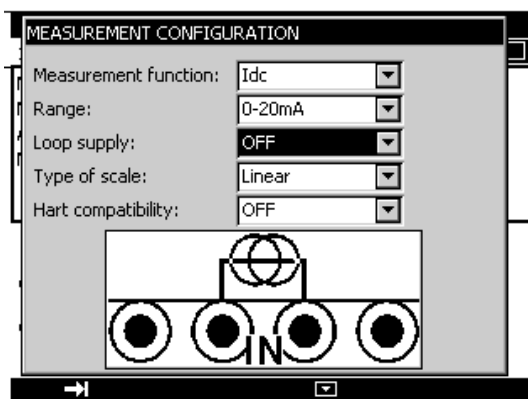 MEASUREMENT CONFIGURATION
Measurement function: Idc
Range: 0-20mA
Loop supply: OFF
Type of scale: Linear
Hart compatibility: OFF
IN